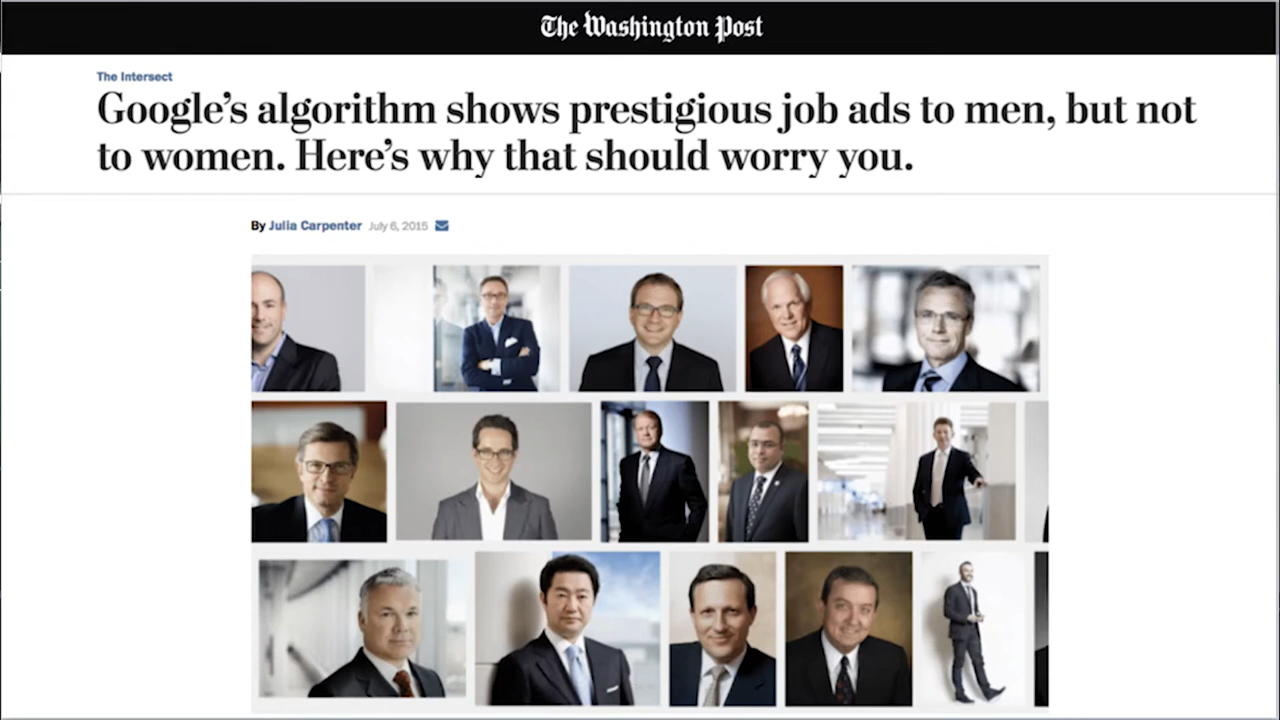 The Washington Post
The Intersect
Google's algorithm shows prestigious job ads to men, but not
to women. Here's why that should worry you.
By Julia Carpenter July 6, 2015